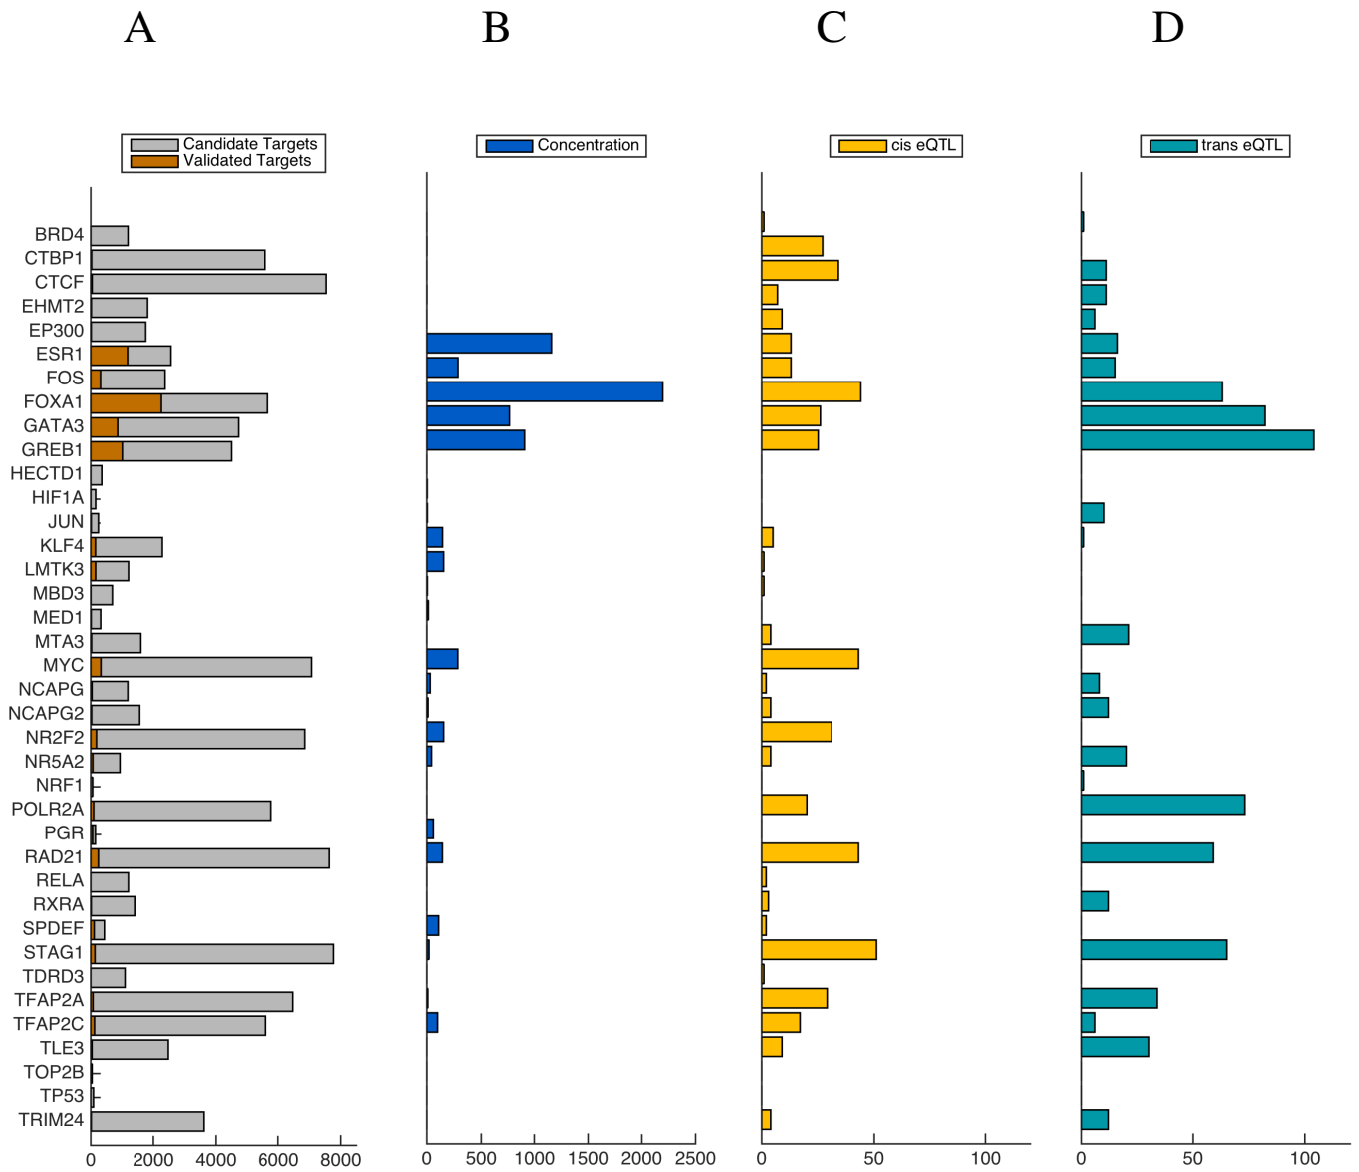 A B C D
Candidate Targets
Validated Targets
Concentration
cis eQTL
trans eQTL
BRD4
CTBP1
CTCF
EHMT2
EP300
ESR1
FOS
FOXA1
GATA3
GREB1
HECTD1
HIF1A
JUN
KLF4
LMTK3
MBD3
MED1
MTA3
MYC
NCAPG
NCAPG2
NR2F2
NR5A2
NRF1
POLR2A
PGR
RAD21
RELA
RXRA
SPDEF
STAG1
TDRD3
TFAP2A
TFAP2C
TLE3
TOP2B
TP53
TRIM24
0 2000 4000 6000 8000
0 500 1000 1500 2000 2500
0 50 100
0 50 100